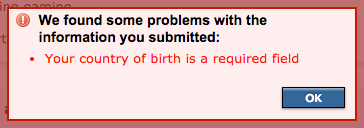 We found some problems with the
information you submitted:
Your country of birth is a required field
OK